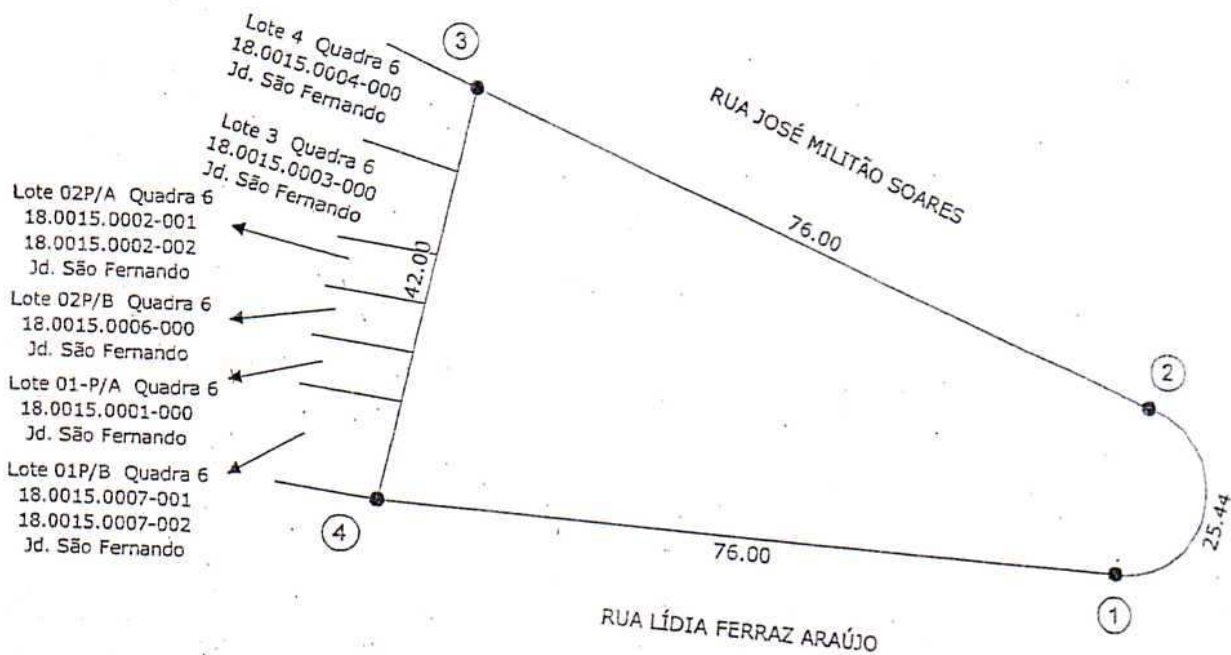 Lote 4 Quadra 6
18.0015.0004-000
Jd. São Fernando
3
RUA JOSÉ MILITÃO SOARES
Lote 3 Quadra 6
18.0015.0003-000
Jd. São Fernando
76.00
Lote 02P/A Quadra 6
18.0015.0002-001
18.0015.0002-002
Jd. São Fernando
42.00
Lote 02P/B Quadra 6
18.0015.0006-000
Jd. São Fernando
2
Lote 01-P/A Quadra 6
18.0015.0001-000
Jd. São Fernando
Lote 01P/B Quadra 6
18.0015.0007-001
18.0015.0007-002
Jd. São Fernando
4
76.00
25.44
1
RUA LÍDIA FERRAZ ARAÚJO